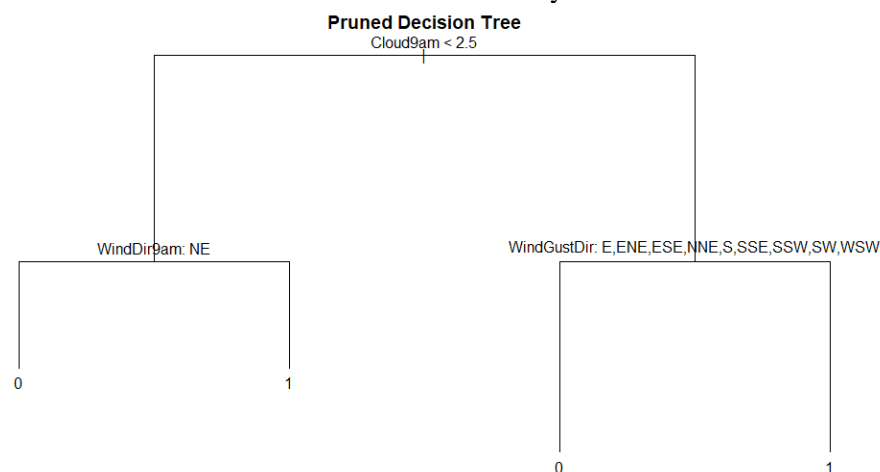 Pruned Decision Tree
Cloud9am < 2.5
WindDir9am: NE
WindGustDir: E,ENE,ESE,NNE,S,SSE,SSW,SW,WSW
0
1
0
1